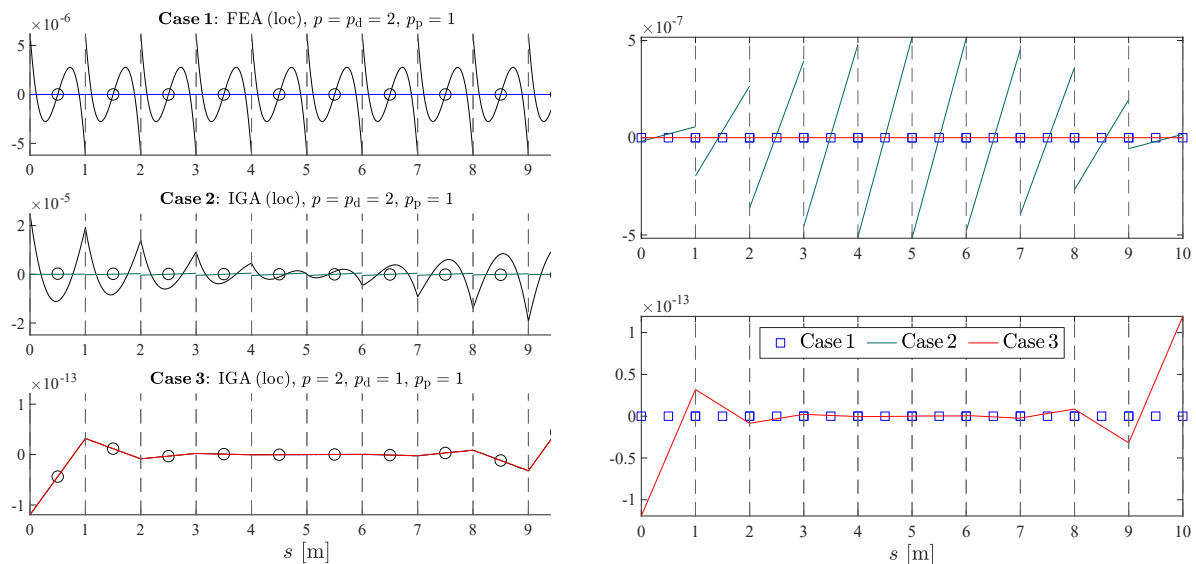 Case 1: FEA (loc), p = p_d = 2, p_p = 1
×10^-6
5
0
-5
0 1 2 3 4 5 6 7 8 9
Case 2: IGA (loc), p = p_d = 2, p_p = 1
×10^-5
2
0
-2
0 1 2 3 4 5 6 7 8 9
Case 3: IGA (loc), p = 2, p_d = 1, p_p = 1
×10^-13
1
0
-1
0 1 2 3 4 5 6 7 8 9
s [m]
×10^-7
5
0
-5
0 1 2 3 4 5 6 7 8 9 10
×10^-13
1
0.5
0
-0.5
-1
Case 1 Case 2 Case 3
0 1 2 3 4 5 6 7 8 9 10
s [m]